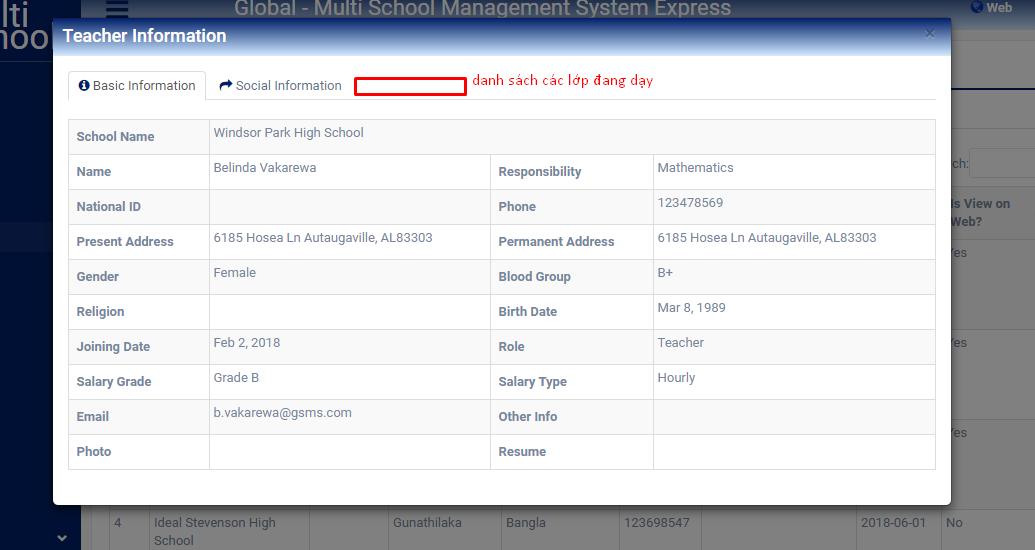 Global - Multi School Management System Express
Web
Teacher Information
×
Basic Information
Social Information
danh sách các lớp đang dạy
School Name
Windsor Park High School
Name
Belinda Vakarewa
Responsibility
Mathematics
National ID
Phone
123478569
Present Address
6185 Hosea Ln Autaugaville, AL83303
Permanent Address
6185 Hosea Ln Autaugaville, AL83303
Gender
Female
Blood Group
B+
Religion
Birth Date
Mar 8, 1989
Joining Date
Feb 2, 2018
Role
Teacher
Salary Grade
Grade B
Salary Type
Hourly
Email
b.vakarewa@gsms.com
Other Info
Photo
Resume
Is View on
Web?
Yes
Yes
Yes
4
Ideal Stevenson High
School
Gunathilaka
Bangla
123698547
2018-06-01
No